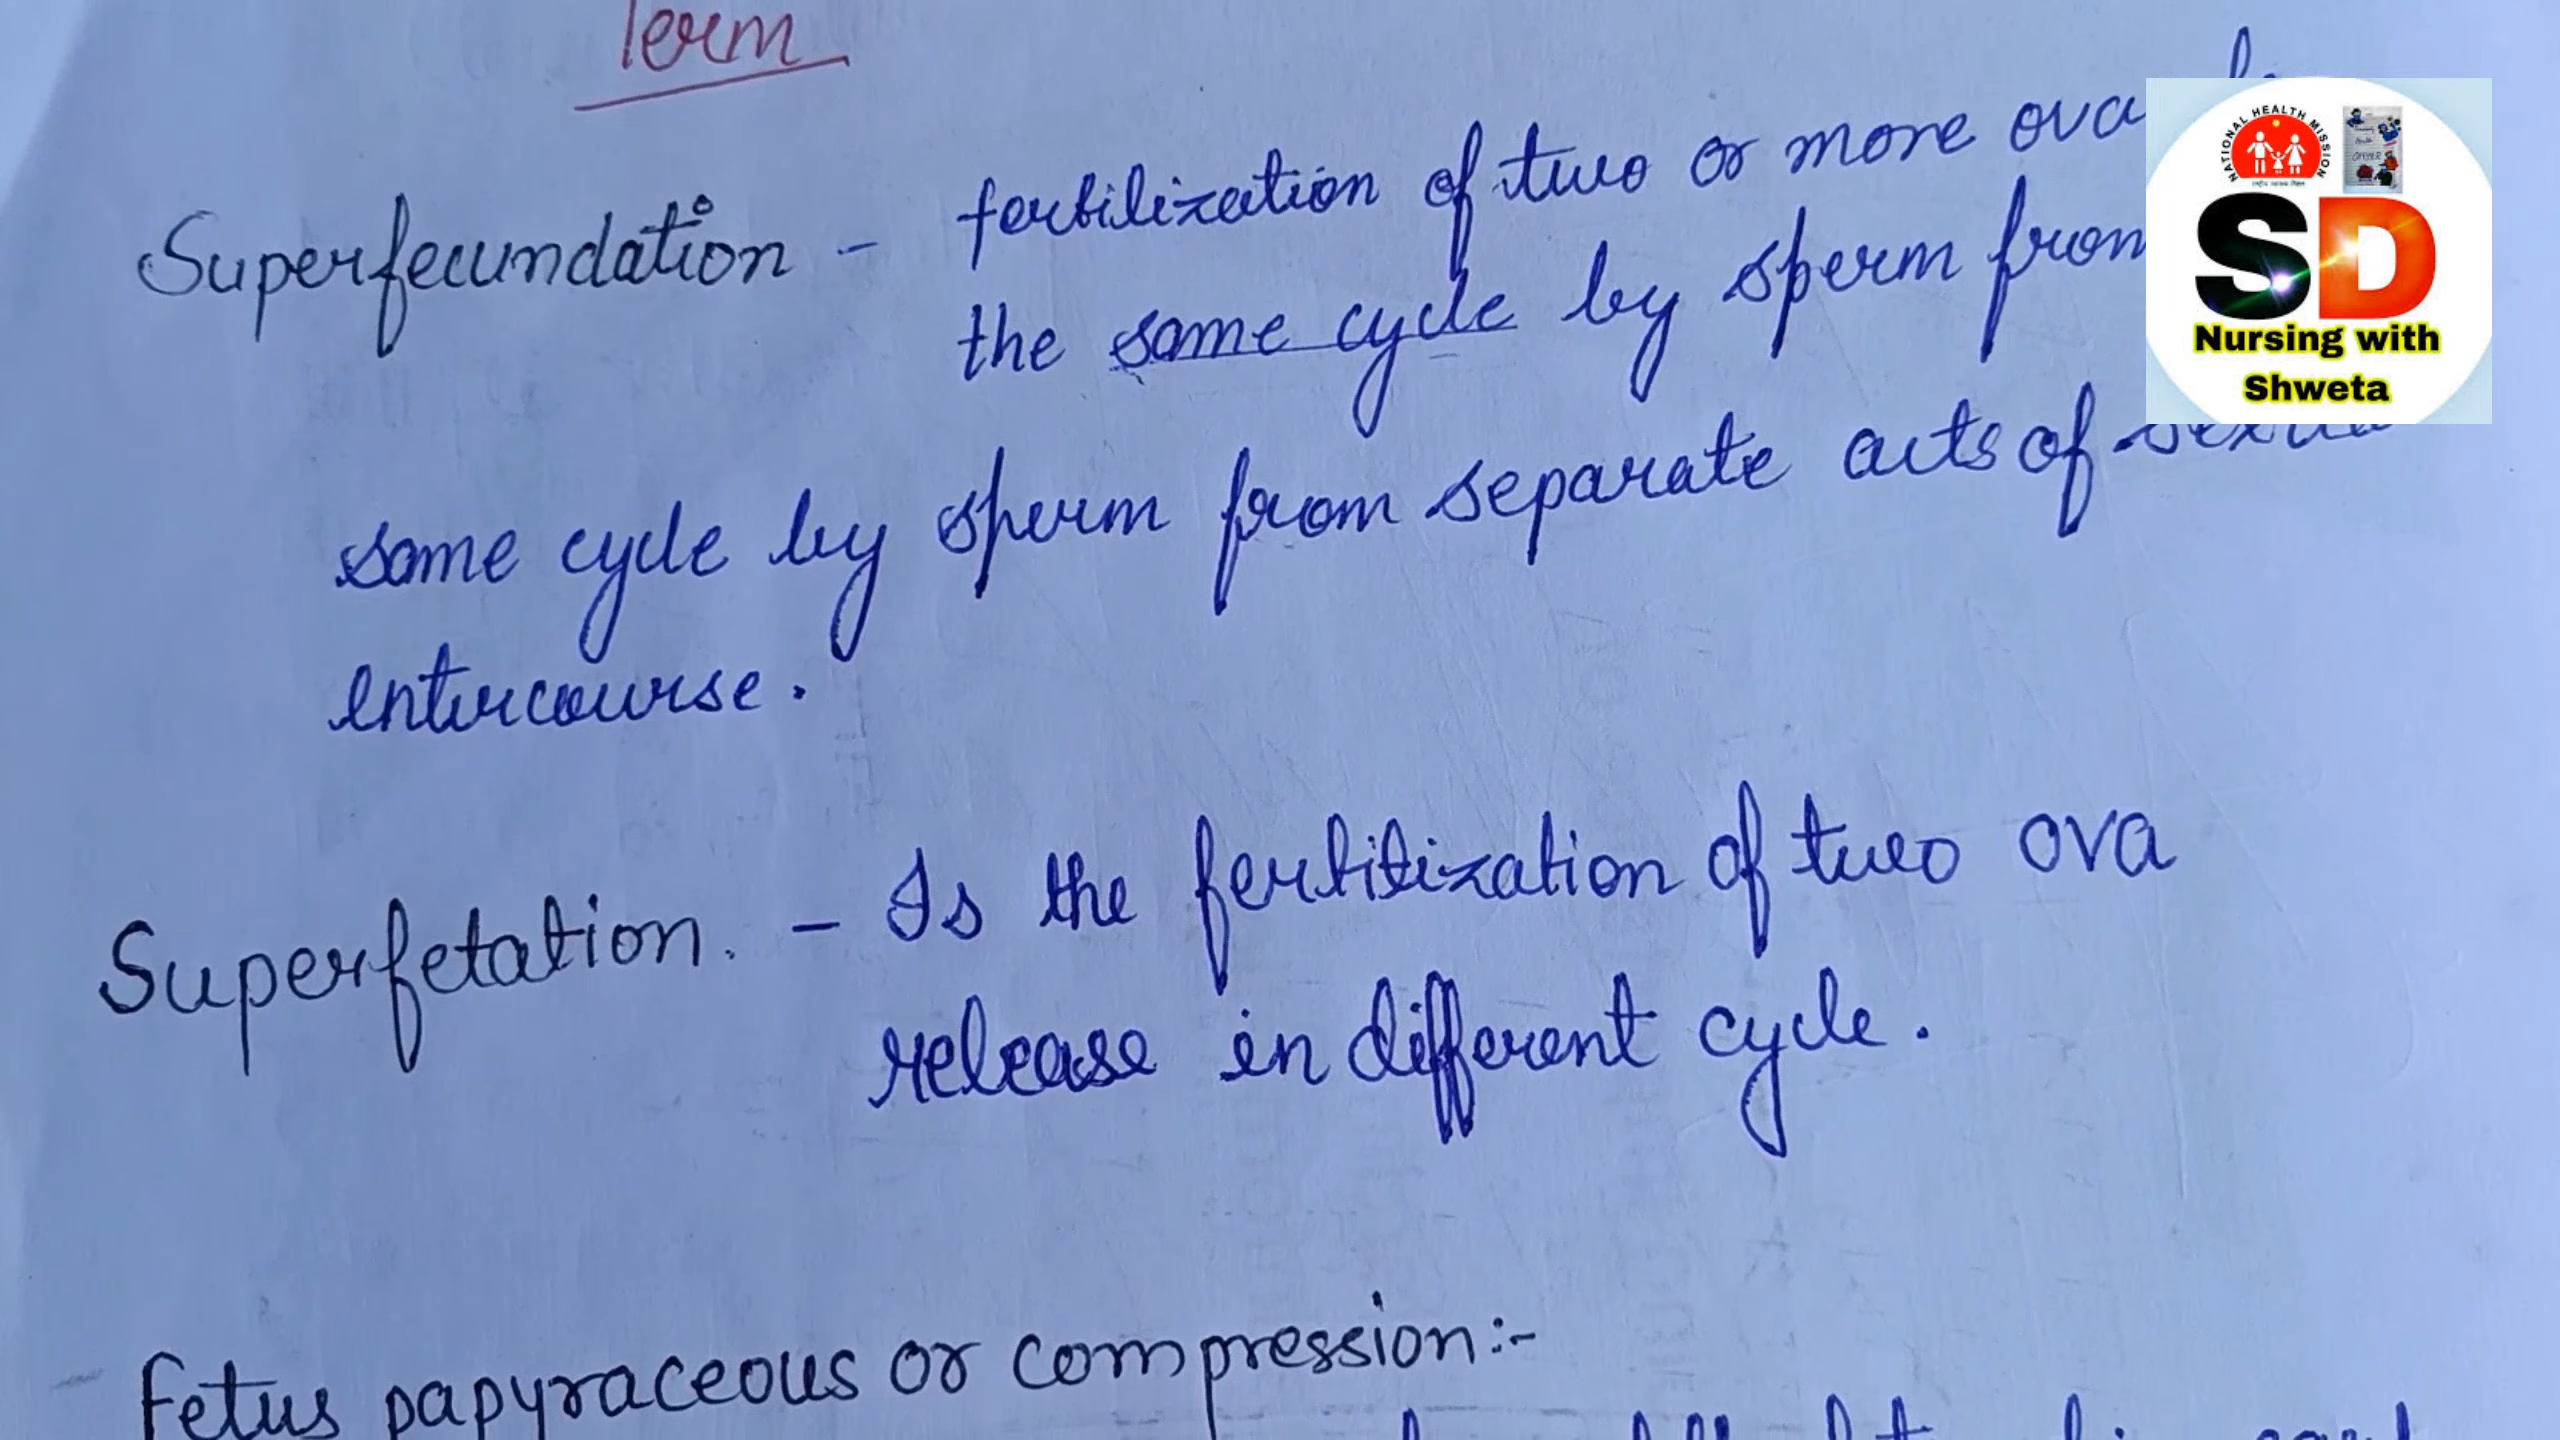 Term
Superfecundation - fertilization of two or more ova
the same cycle by sperm from
same cycle by sperm from separate acts of
entercourse.
Superfetation. - Is the fertilization of two ova
release in different cycle.
Fetus papyraceous or compression:-
NATIONAL HEALTH MISSION
SD
Nursing with
Shweta